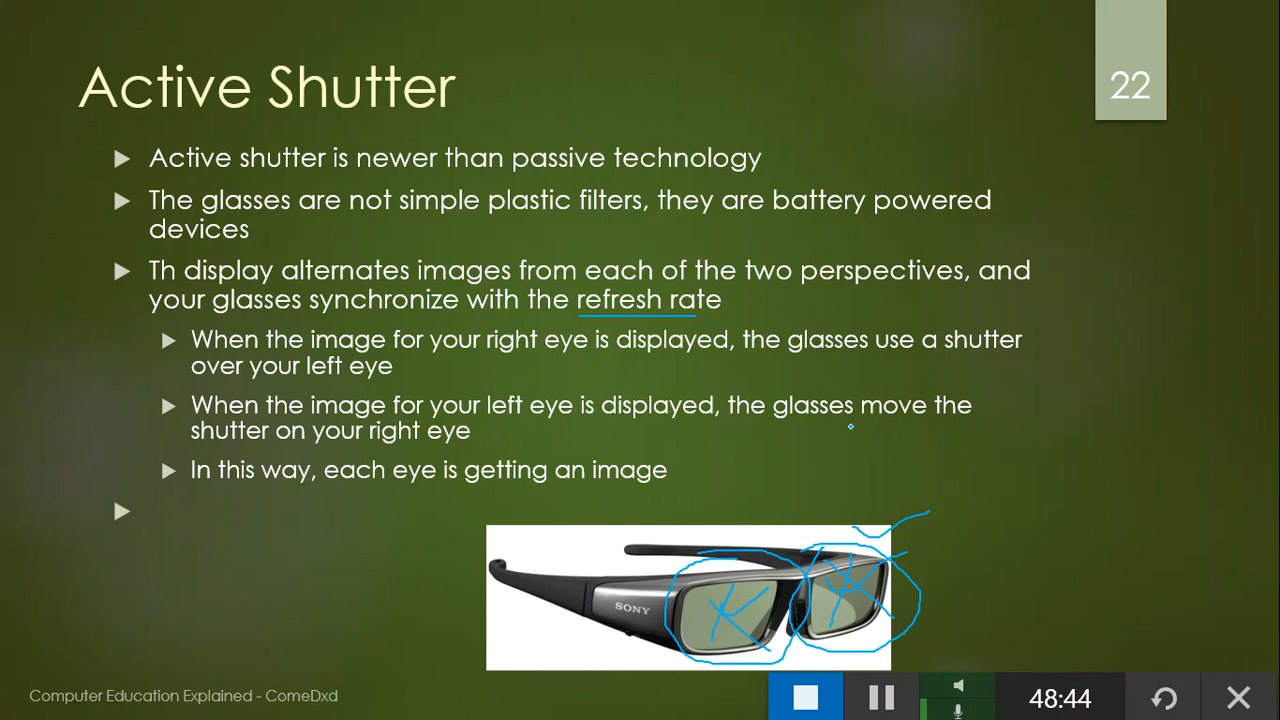 Active Shutter
22
Active shutter is newer than passive technology
The glasses are not simple plastic filters, they are battery powered
devices
Th display alternates images from each of the two perspectives, and
your glasses synchronize with the refresh rate
When the image for your right eye is displayed, the glasses use a shutter
over your left eye
When the image for your left eye is displayed, the glasses move the
shutter on your right eye
In this way, each eye is getting an image
SONY
Computer Education Explained - ComeDxd
48:44